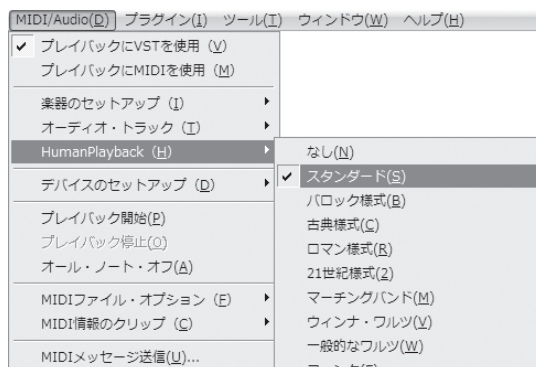 MIDI/Audio(D) プラグイン(I) ツール(T) ウィンドウ(W) ヘルプ(H)
プレイバックにVSTを使用 (V)
プレイバックにMIDIを使用 (M)
楽器のセットアップ (I)
オーディオ・トラック (T)
HumanPlayback (H)
デバイスのセットアップ (D)
プレイバック開始(P)
プレイバック停止(O)
オール・ノート・オフ(A)
MIDIファイル・オプション (F)
MIDI情報のクリップ (C)
MIDIメッセージ送信(U)...
なし(N)
スタンダード(S)
バロック様式(B)
古典様式(C)
ロマン様式(R)
21世紀様式(2)
マーチングバンド(M)
ウィンナ・ワルツ(V)
一般的なワルツ(W)